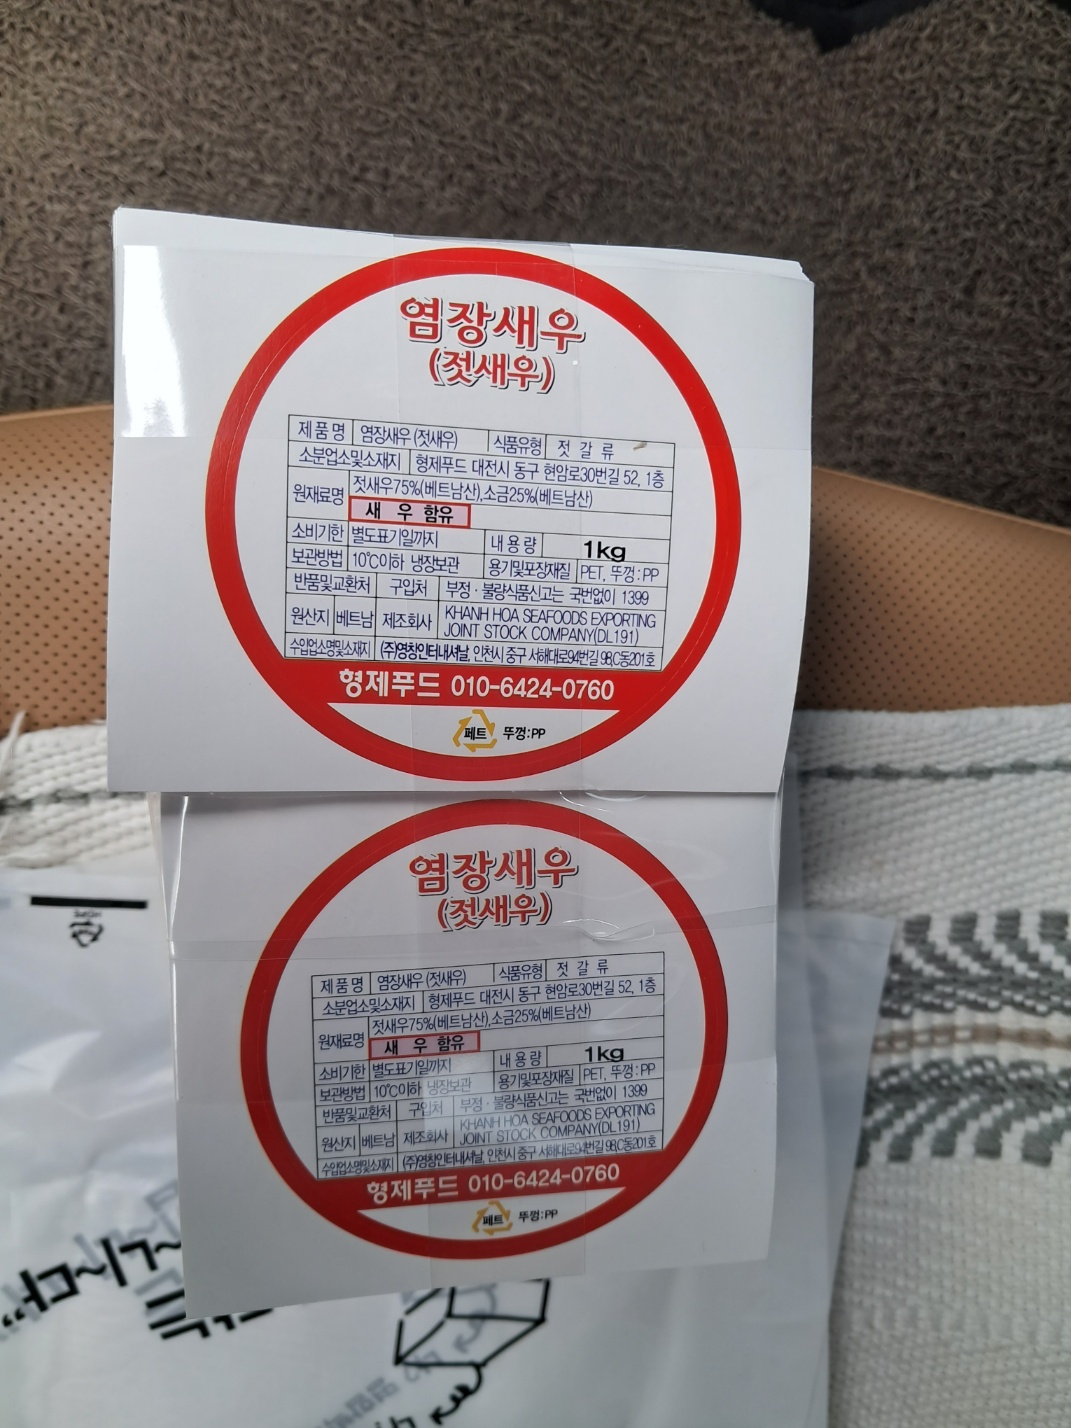 염장새우
(젓새우)
제품명 염장새우(젓새우) 식품유형 젓갈류
소분업소및소재지 형제푸드 대전시 동구 현암로30번길 52, 1층
원재료명 젓새우75%(베트남산),소금25%(베트남산)
새우 함유
소비기한 별도표기일까지 내용량 1kg
보관방법 10℃이하 냉장보관 용기및포장재질 PET, 뚜껑:PP
반품및교환처 구입처 부정·불량식품신고는 국번없이 1399
원산지 베트남 제조회사 KHANH HOA SEAFOODS EXPORTING
JOINT STOCK COMPANY(DL191)
수입업소명및소재지 (주)영창인터내셔날, 인천시 중구 서해대로94번길 98,C동201호
형제푸드 010-6424-0760
페트 뚜껑:PP
염장새우
(젓새우)
제품명 염장새우(젓새우) 식품유형 젓갈류
소분업소및소재지 형제푸드 대전시 동구 현암로30번길 52, 1층
원재료명 젓새우75%(베트남산),소금25%(베트남산)
새우 함유
소비기한 별도표기일까지 내용량 1kg
보관방법 10℃이하 냉장보관 용기및포장재질 PET, 뚜껑:PP
반품및교환처 구입처 부정·불량식품신고는 국번없이 1399
원산지 베트남 제조회사 KHANH HOA SEAFOODS EXPORTING
JOINT STOCK COMPANY(DL191)
수입업소명및소재지 (주)영창인터내셔날, 인천시 중구 서해대로94번길 98,C동201호
형제푸드 010-6424-0760
페트 뚜껑:PP
HDPE